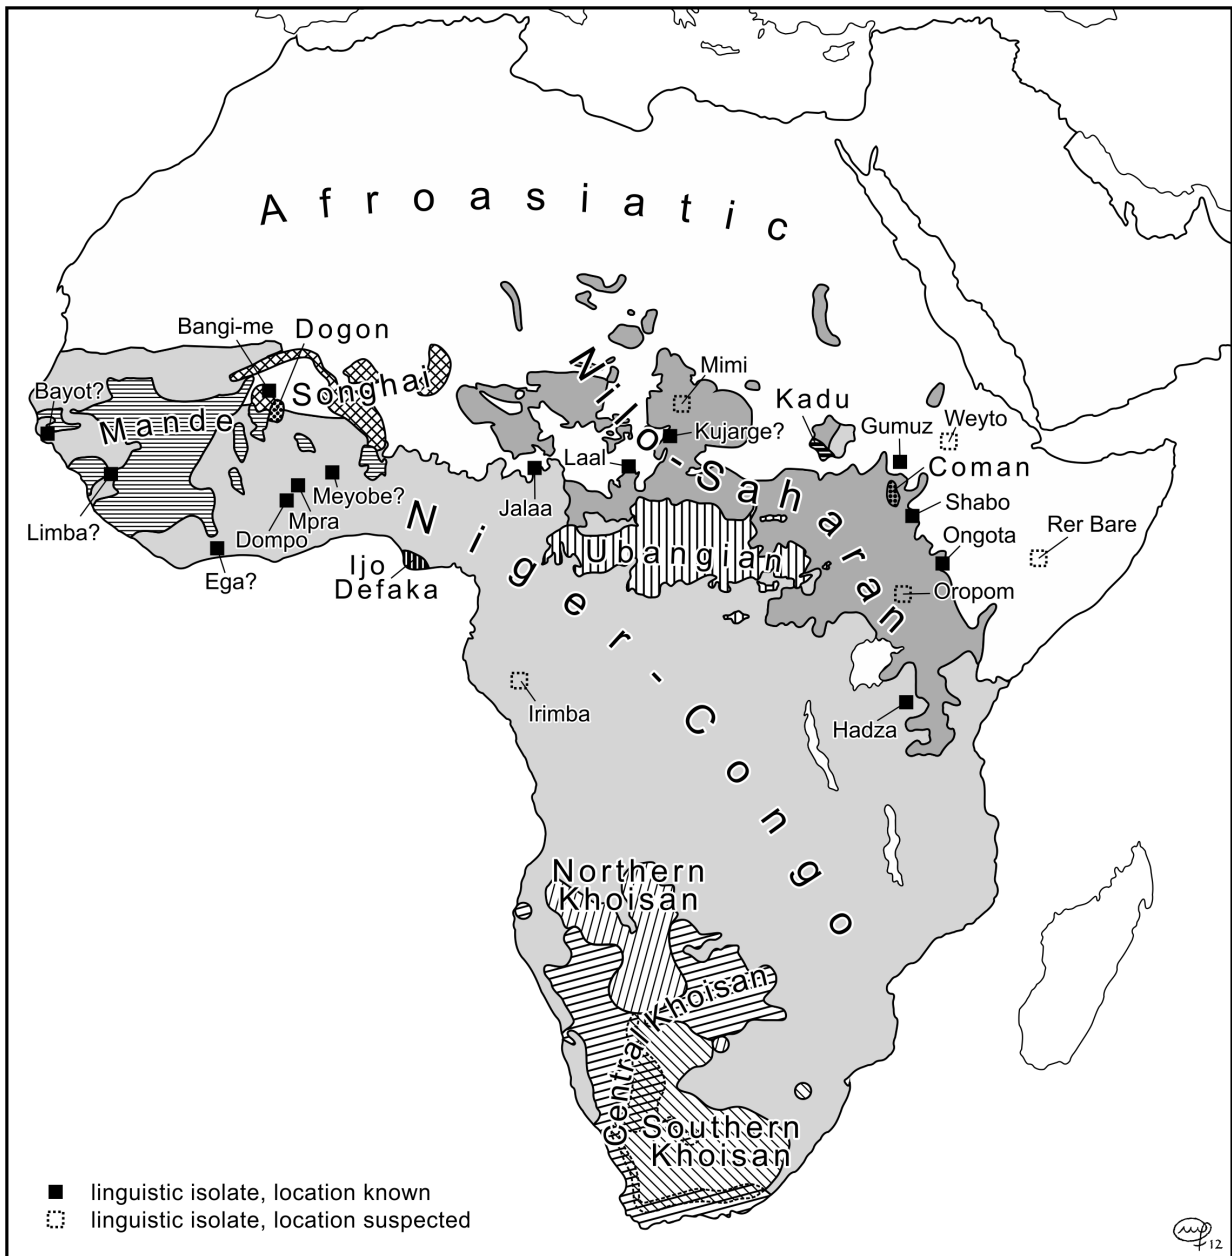 Afroasiatic
Bangi-me
Dogon
Songhai
Bayot?
Mande
Nilo-Saharan
Mimi
Kadu
Kujarge?
Gumuz
Weyto
Coman
Laal
Jalaa
Shabo
Rer Bare
Ongota
Oropom
Limba?
Meyobe?
Mpra
Dompo
Ega?
Ijo
Defaka
Ubangian
Niger-Congo
Irimba
Hadza
Northern
Khoisan
Central Khoisan
Southern
Khoisan
linguistic isolate, location known
linguistic isolate, location suspected
12